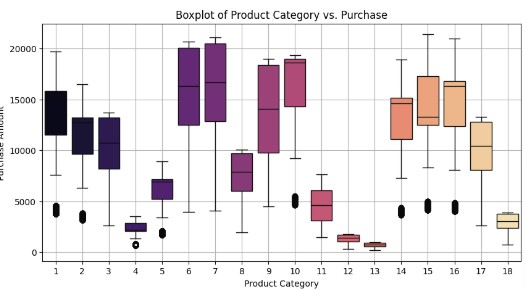 Boxplot of Product Category vs. Purchase
20000
15000
10000
5000
0
Purchase Amount
1 2 3 4 5 6 7 8 9 10 11 12 13 14 15 16 17 18
Product Category